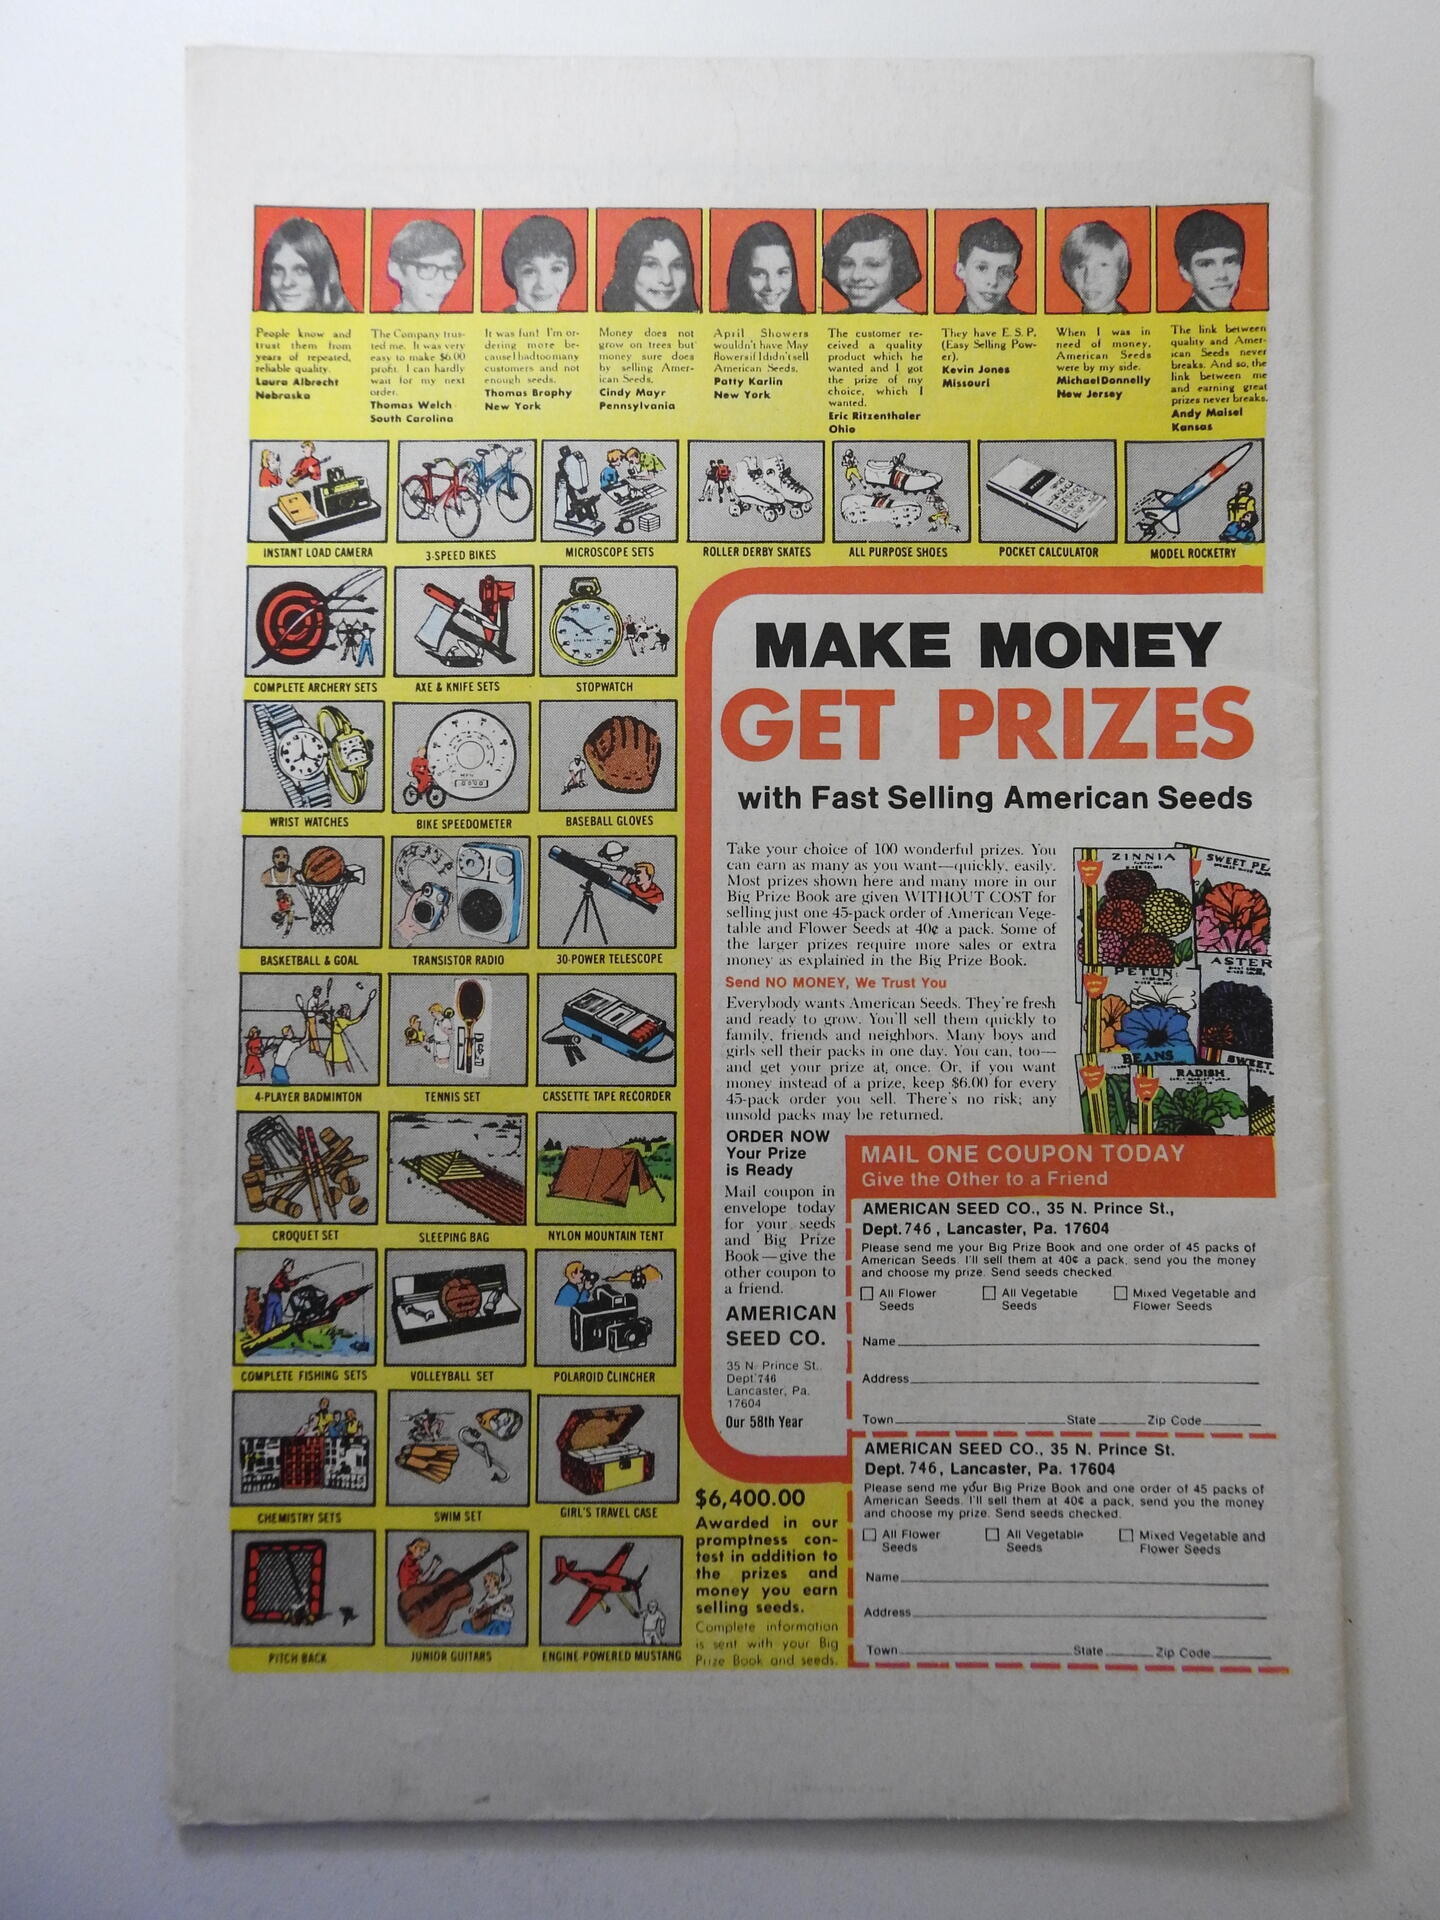 People know and
trust them from
years of repeated,
reliable quality.
Laura Albrecht
Nebraska
The Company trus-
ted me. It was very
easy to make $6.00
profit. I can hardly
wait for my next
order.
Thomas Welch
South Carolina
It was fun! I'm or-
dering more be-
cause I had too many
customers and not
enough seeds.
Thomas Brophy
New York
Money does not
grow on trees but
money sure does
by selling Amer-
ican Seeds.
Cindy Mayr
Pennsylvania
April Showers
wouldn't have May
flowers if I didn't sell
American Seeds.
Patty Karlin
New York
The customer re-
ceived a quality
product which he
wanted and I got
the prize of my
choice, which I
wanted.
Eric Ritzenthaler
Ohio
They have E.S.P.
(Easy Selling Pow-
er).
Kevin Jones
Missouri
When I was in
need of money,
American Seeds
were by my side.
Michael Donnelly
New Jersey
The link between
quality and Amer-
ican Seeds never
breaks. And so, the
link between me
and earning great
prizes never breaks.
Andy Maisel
Kansas
INSTANT LOAD CAMERA
3-SPEED BIKES
MICROSCOPE SETS
ROLLER DERBY SKATES
ALL PURPOSE SHOES
POCKET CALCULATOR
MODEL ROCKETRY
COMPLETE ARCHERY SETS
AXE & KNIFE SETS
STOPWATCH
WRIST WATCHES
BIKE SPEEDOMETER
BASEBALL GLOVES
BASKETBALL & GOAL
TRANSISTOR RADIO
30-POWER TELESCOPE
4-PLAYER BADMINTON
TENNIS SET
CASSETTE TAPE RECORDER
CROQUET SET
SLEEPING BAG
NYLON MOUNTAIN TENT
COMPLETE FISHING SETS
VOLLEYBALL SET
POLAROID CLINCHER
CHEMISTRY SETS
SWIM SET
GIRL'S TRAVEL CASE
PITCH BACK
JUNIOR GUITARS
ENGINE-POWERED MUSTANG
MAKE MONEY
GET PRIZES
with Fast Selling American Seeds
Take your choice of 100 wonderful prizes. You
can earn as many as you want—quickly, easily.
Most prizes shown here and many more in our
Big Prize Book are given WITHOUT COST for
selling just one 45-pack order of American Vege-
table and Flower Seeds at 40¢ a pack. Some of
the larger prizes require more sales or extra
money as explained in the Big Prize Book.
Send NO MONEY, We Trust You
Everybody wants American Seeds. They're fresh
and ready to grow. You'll sell them quickly to
family, friends and neighbors. Many boys and
girls sell their packs in one day. You can, too—
and get your prize at once. Or, if you want
money instead of a prize, keep $6.00 for every
45-pack order you sell. There's no risk; any
unsold packs may be returned.
ZINNIA
SWEET PE
PETUN
ASTER
BEANS
SWEET
RADISH
ORDER NOW
Your Prize
is Ready
Mail coupon in
envelope today
for your seeds
and Big Prize
Book—give the
other coupon to
a friend.
AMERICAN
SEED CO.
35 N. Prince St.
Dept 746
Lancaster, Pa.
17604
Our 58th Year
MAIL ONE COUPON TODAY
Give the Other to a Friend
AMERICAN SEED CO., 35 N. Prince St.,
Dept. 746, Lancaster, Pa. 17604
Please send me your Big Prize Book and one order of 45 packs of
American Seeds. I'll sell them at 40¢ a pack, send you the money
and choose my prize. Send seeds checked.
All Flower
Seeds
All Vegetable
Seeds
Mixed Vegetable and
Flower Seeds
Name
Address
Town State Zip Code
AMERICAN SEED CO., 35 N. Prince St.
Dept. 746, Lancaster, Pa. 17604
Please send me your Big Prize Book and one order of 45 packs of
American Seeds. I'll sell them at 40¢ a pack, send you the money
and choose my prize. Send seeds checked.
All Flower
Seeds
All Vegetable
Seeds
Mixed Vegetable and
Flower Seeds
Name
Address
Town State Zip Code
$6,400.00
Awarded in our
promptness con-
test in addition to
the prizes and
money you earn
selling seeds.
Complete information
is sent with your Big
Prize Book and seeds.